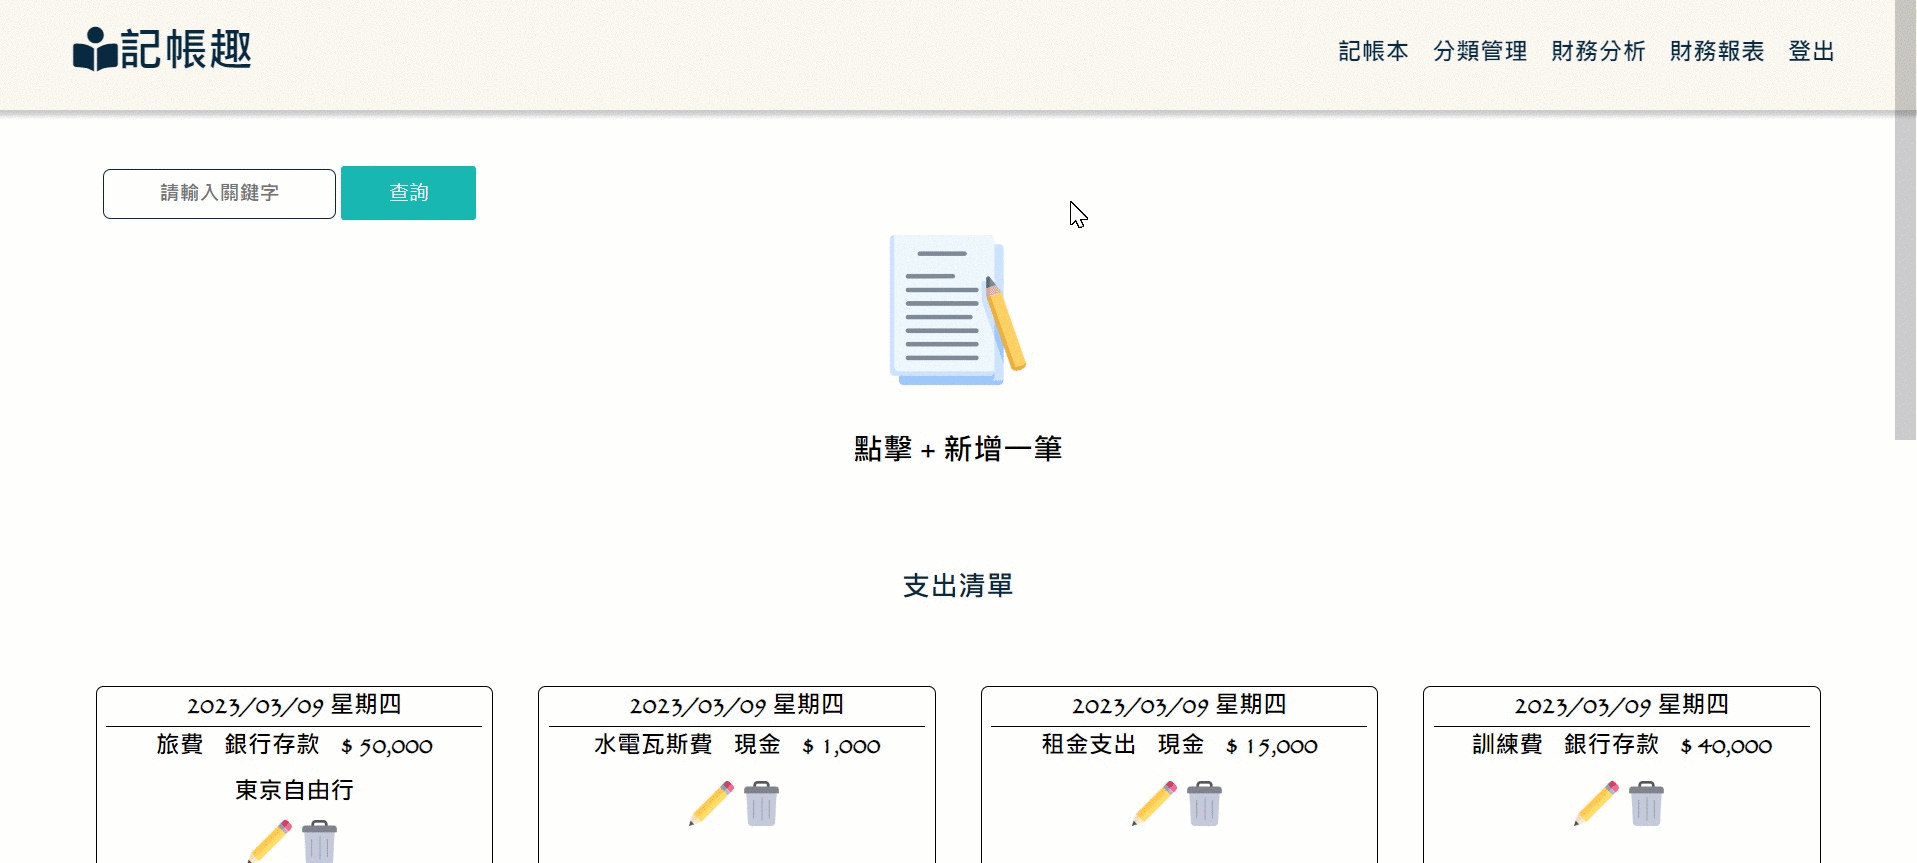 記帳趣
記帳本 分類管理 財務分析 財務報表 登出
請輸入關鍵字 查詢
點擊 + 新增一筆
支出清單
2023/03/09 星期四
旅費 銀行存款 $ 50,000
東京自由行
2023/03/09 星期四
水電瓦斯費 現金 $ 1,000
2023/03/09 星期四
租金支出 現金 $ 15,000
2023/03/09 星期四
訓練費 銀行存款 $ 40,000